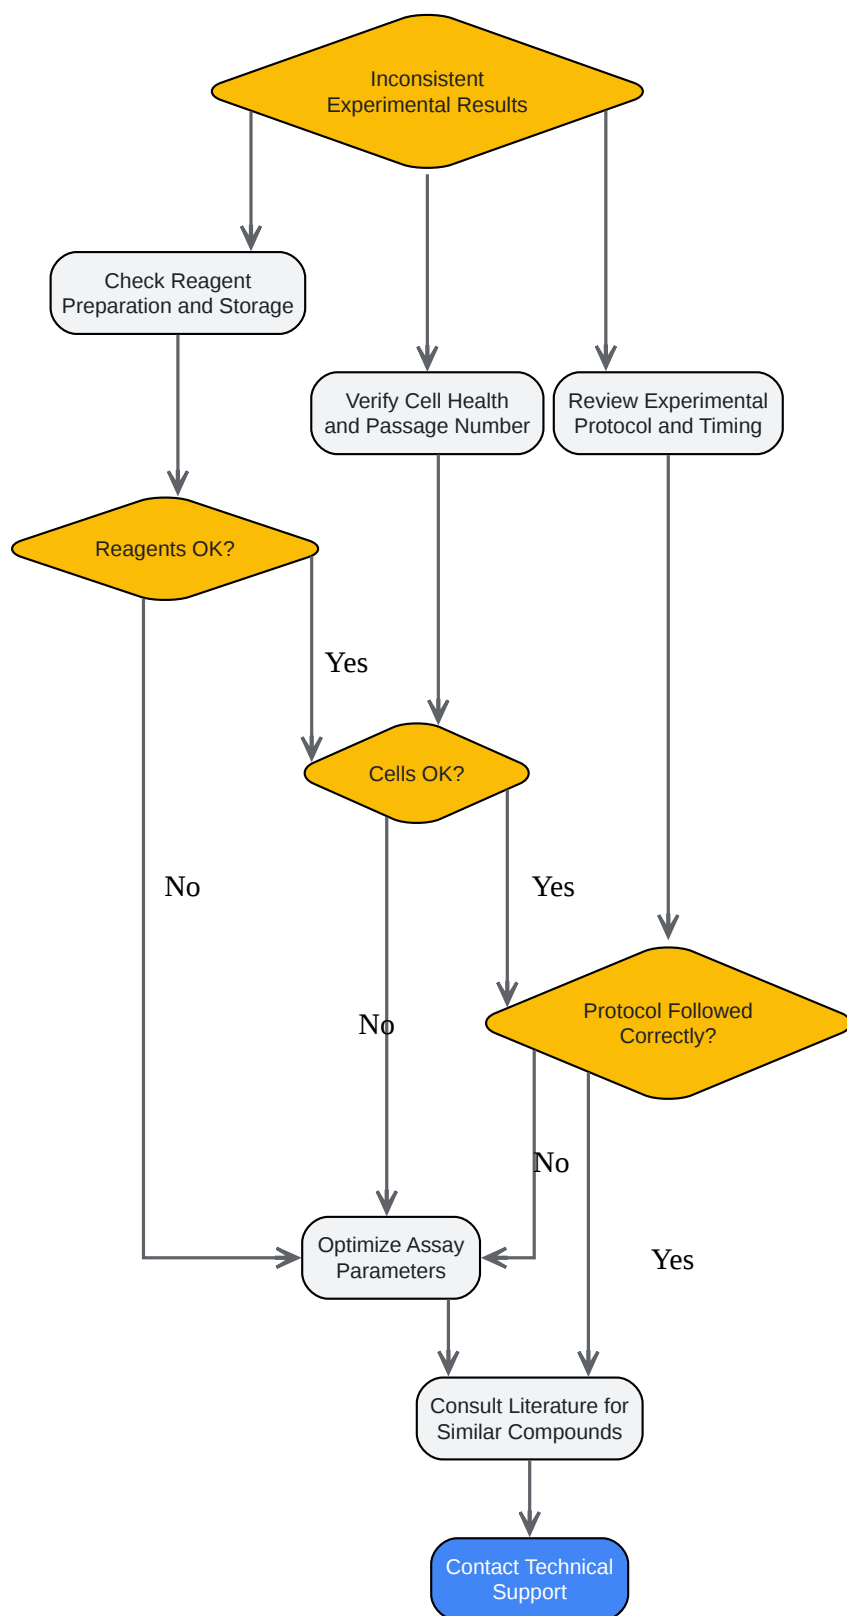 Inconsistent
Experimental Results
Check Reagent
Preparation and Storage
Verify Cell Health
and Passage Number
Review Experimental
Protocol and Timing
Reagents OK?
Yes
Cells OK?
No
Yes
No
Protocol Followed
Correctly?
No
Optimize Assay
Parameters
Yes
Consult Literature for
Similar Compounds
Contact Technical
Support